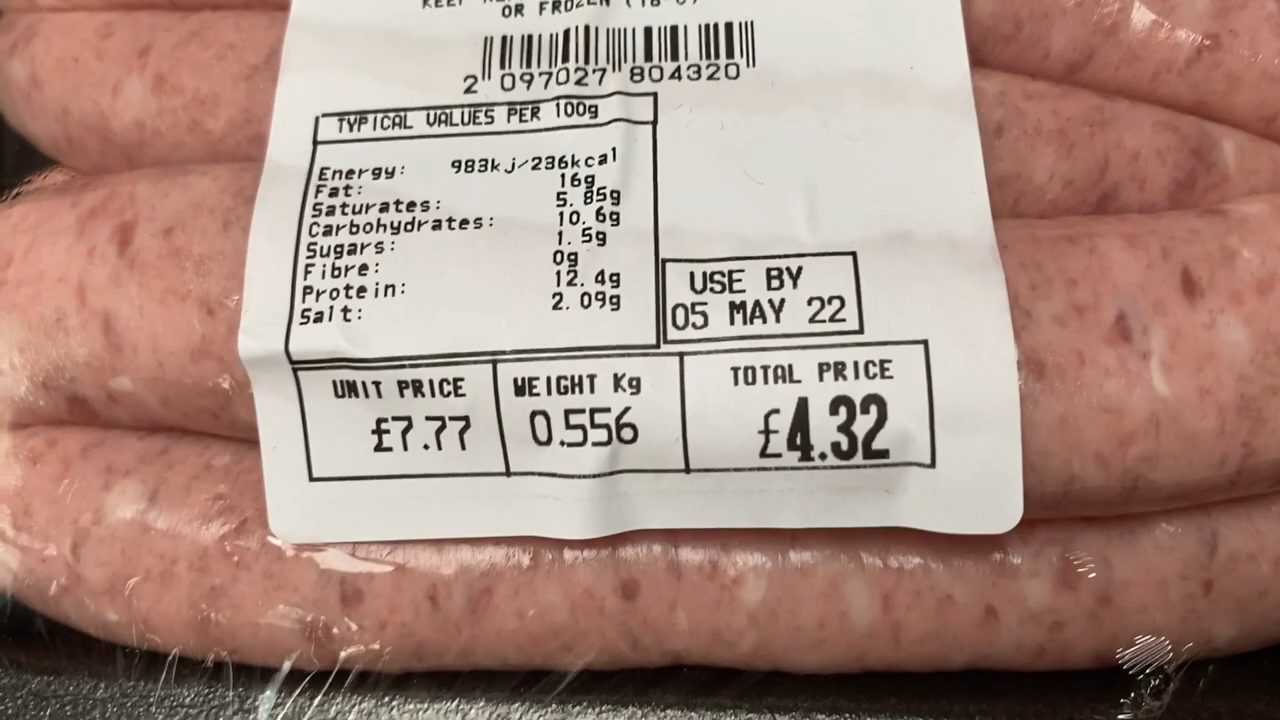 OR FROZEN
2 097027 804320
TYPICAL VALUES PER 100g
Energy: 983kj/236kcal
Fat: 16g
Saturates: 5.85g
Carbohydrates: 10.6g
Sugars: 1.5g
Fibre: 0g
Protein: 12.4g
Salt: 2.09g
USE BY
05 MAY 22
UNIT PRICE WEIGHT Kg TOTAL PRICE
£7.77 0.556 £4.32